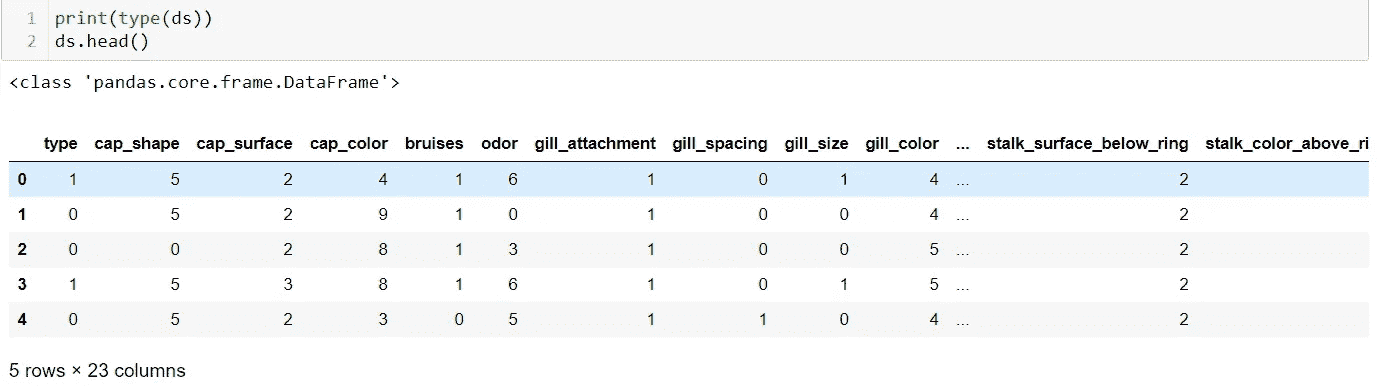 1 print(type(ds))
2 ds.head()
<class 'pandas.core.frame.DataFrame'>
type cap_shape cap_surface cap_color bruises odor gill_attachment gill_spacing gill_size gill_color ... stalk_surface_below_ring stalk_color_above_ri
0 1 5 2 4 1 6 1 0 1 4 ... 2
1 0 5 2 9 1 0 1 0 0 4 ... 2
2 0 0 2 8 1 3 1 0 0 5 ... 2
3 1 5 3 8 1 6 1 0 1 5 ... 2
4 0 5 2 3 0 5 1 1 0 4 ... 2
5 rows × 23 columns